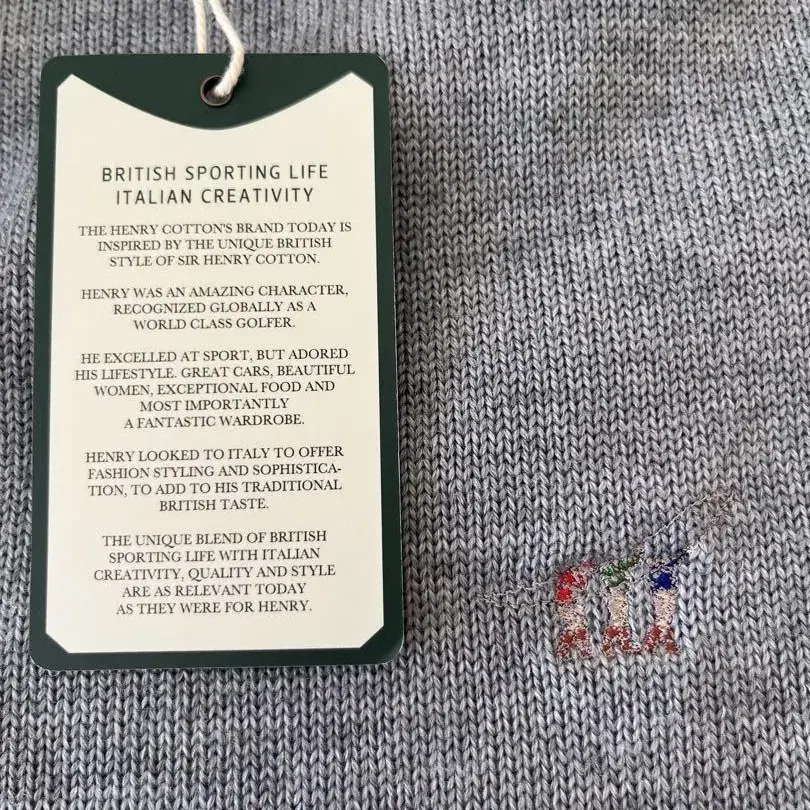 BRITISH SPORTING LIFE
ITALIAN CREATIVITY
THE HENRY COTTON'S BRAND TODAY IS
INSPIRED BY THE UNIQUE BRITISH
STYLE OF SIR HENRY COTTON.
HENRY WAS AN AMAZING CHARACTER,
RECOGNIZED GLOBALLY AS A
WORLD CLASS GOLFER.
HE EXCELLED AT SPORT, BUT ADORED
HIS LIFESTYLE. GREAT CARS, BEAUTIFUL
WOMEN, EXCEPTIONAL FOOD AND
MOST IMPORTANTLY
A FANTASTIC WARDROBE.
HENRY LOOKED TO ITALY TO OFFER
FASHION STYLING AND SOPHISTICA-
TION, TO ADD TO HIS TRADITIONAL
BRITISH TASTE.
THE UNIQUE BLEND OF BRITISH
SPORTING LIFE WITH ITALIAN
CREATIVITY, QUALITY AND STYLE
ARE AS RELEVANT TODAY
AS THEY WERE FOR HENRY.